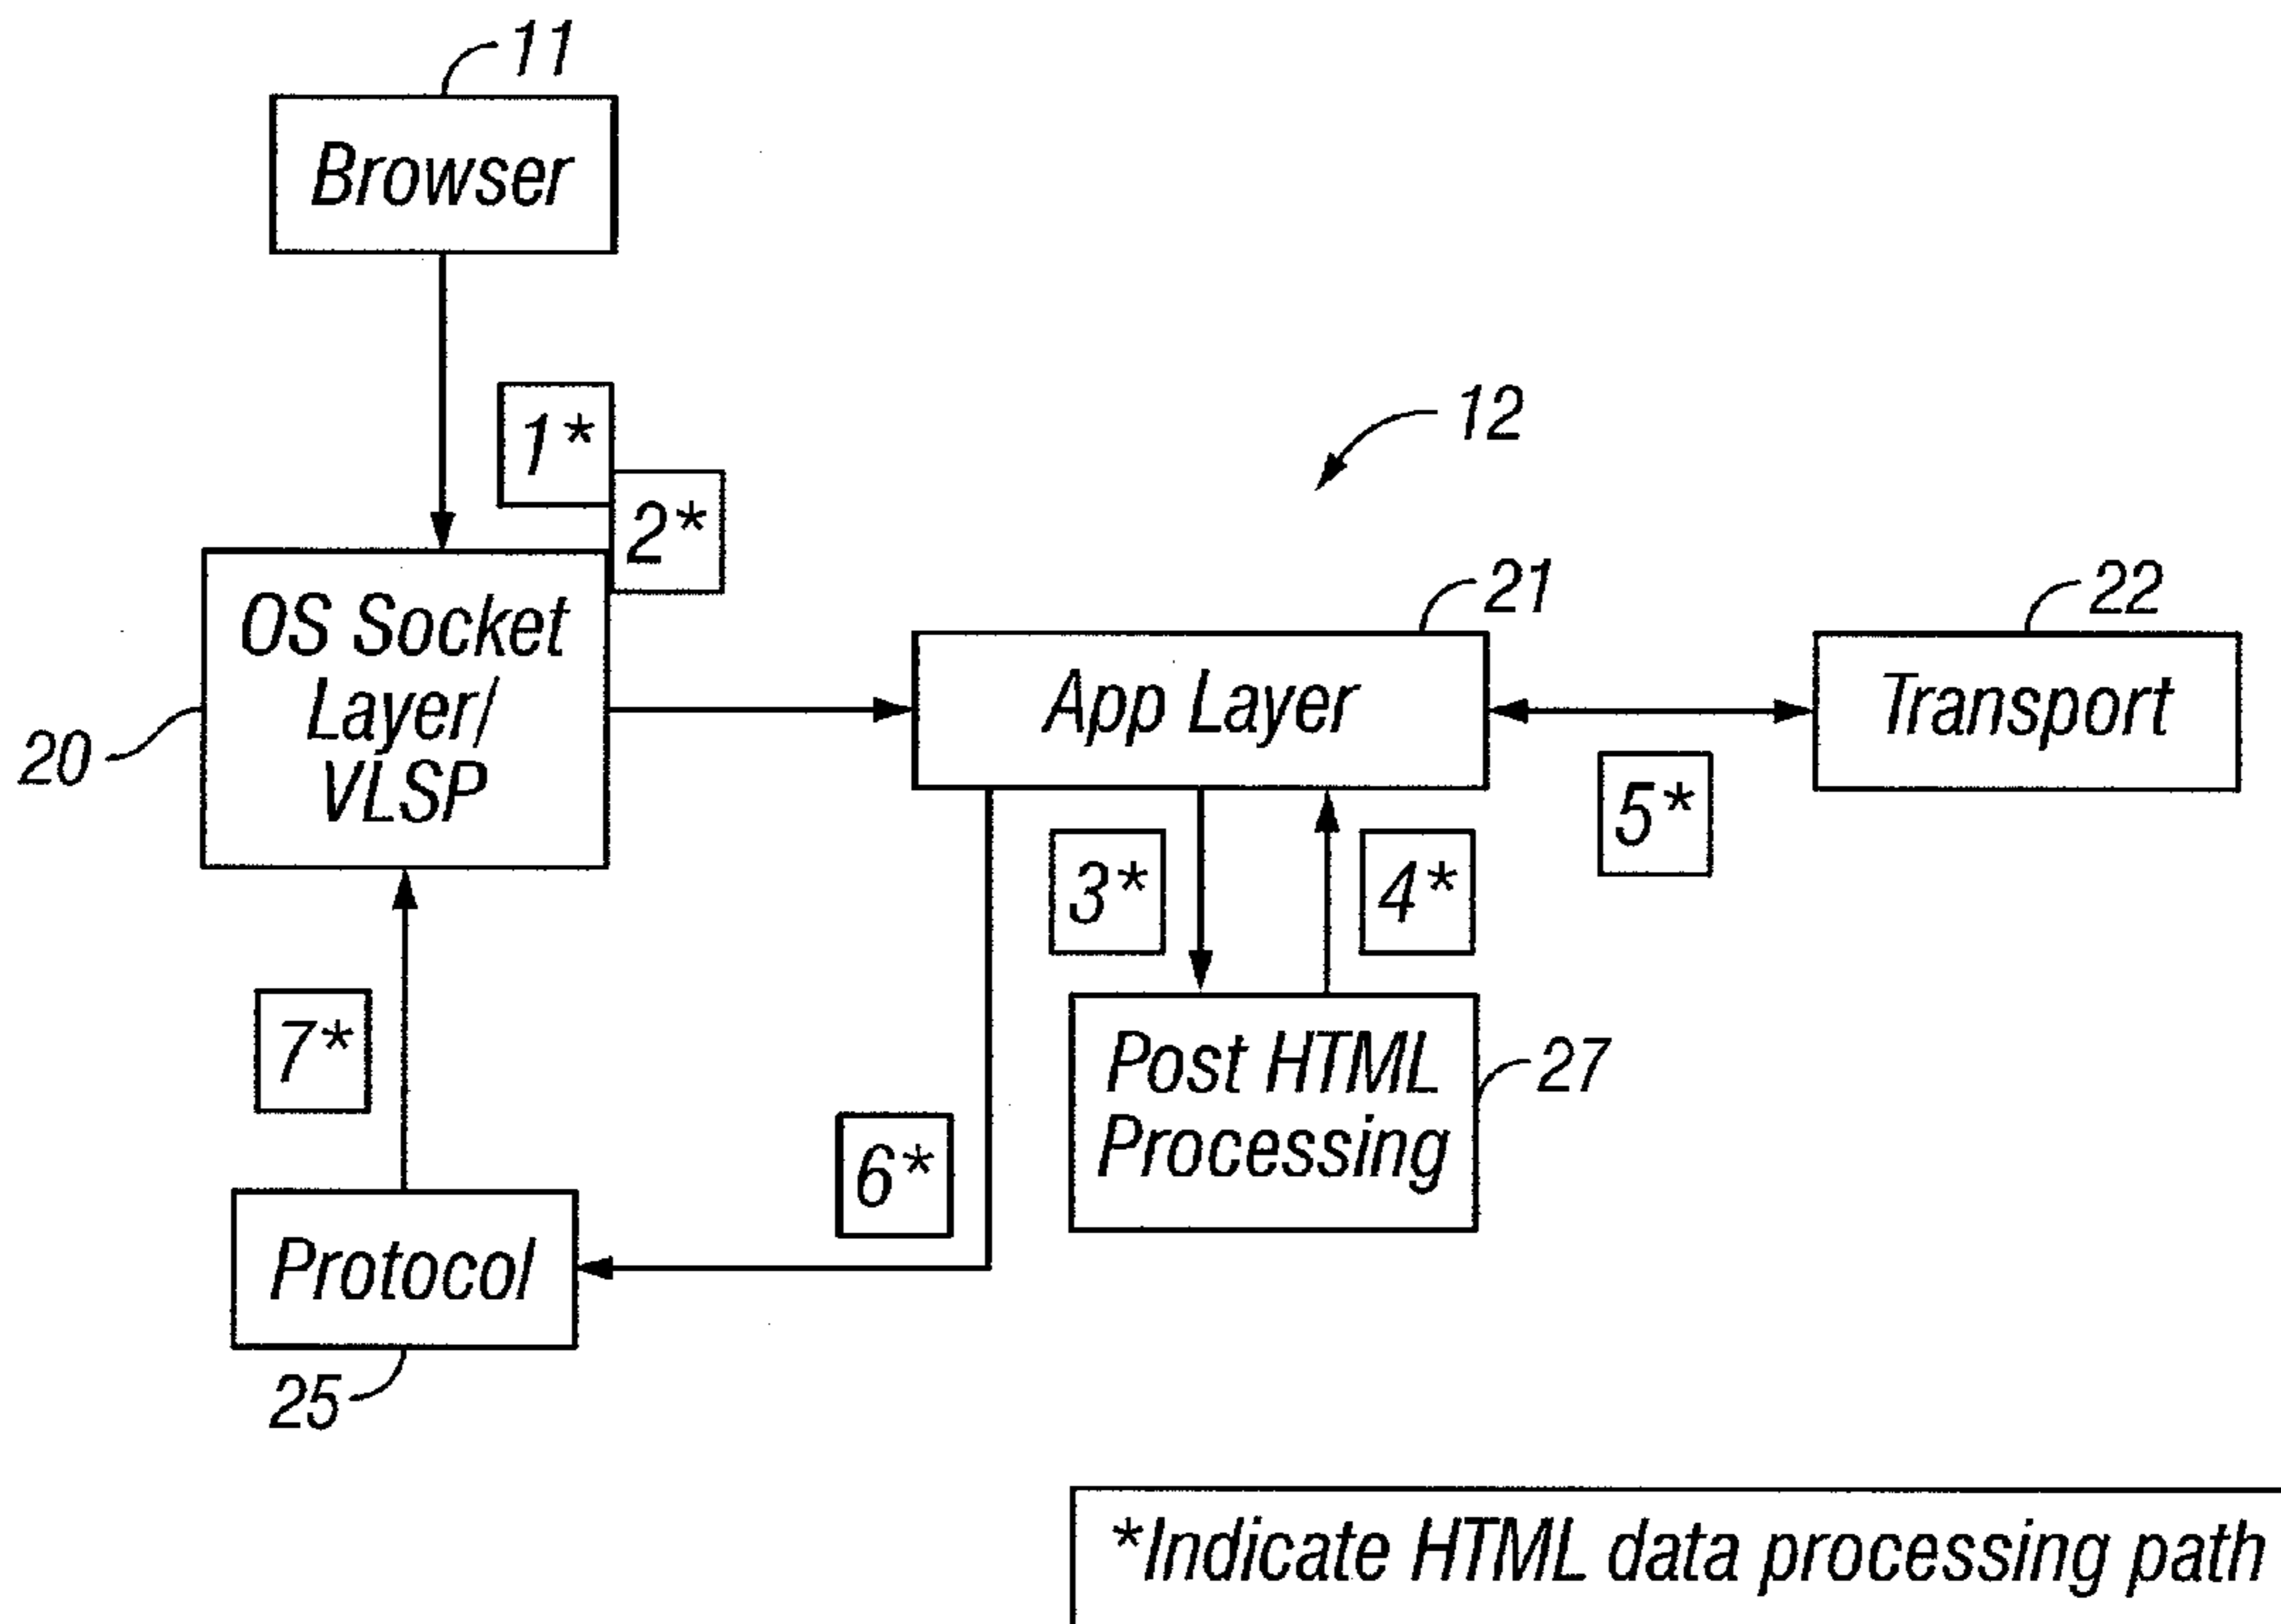 11
Browser
1*
12
2*
21
22
OS Socket
Layer/
VLSP
20
App Layer
Transport
5*
3*
4*
7*
Post HTML
Processing
27
6*
Protocol
25
*Indicate HTML data processing path